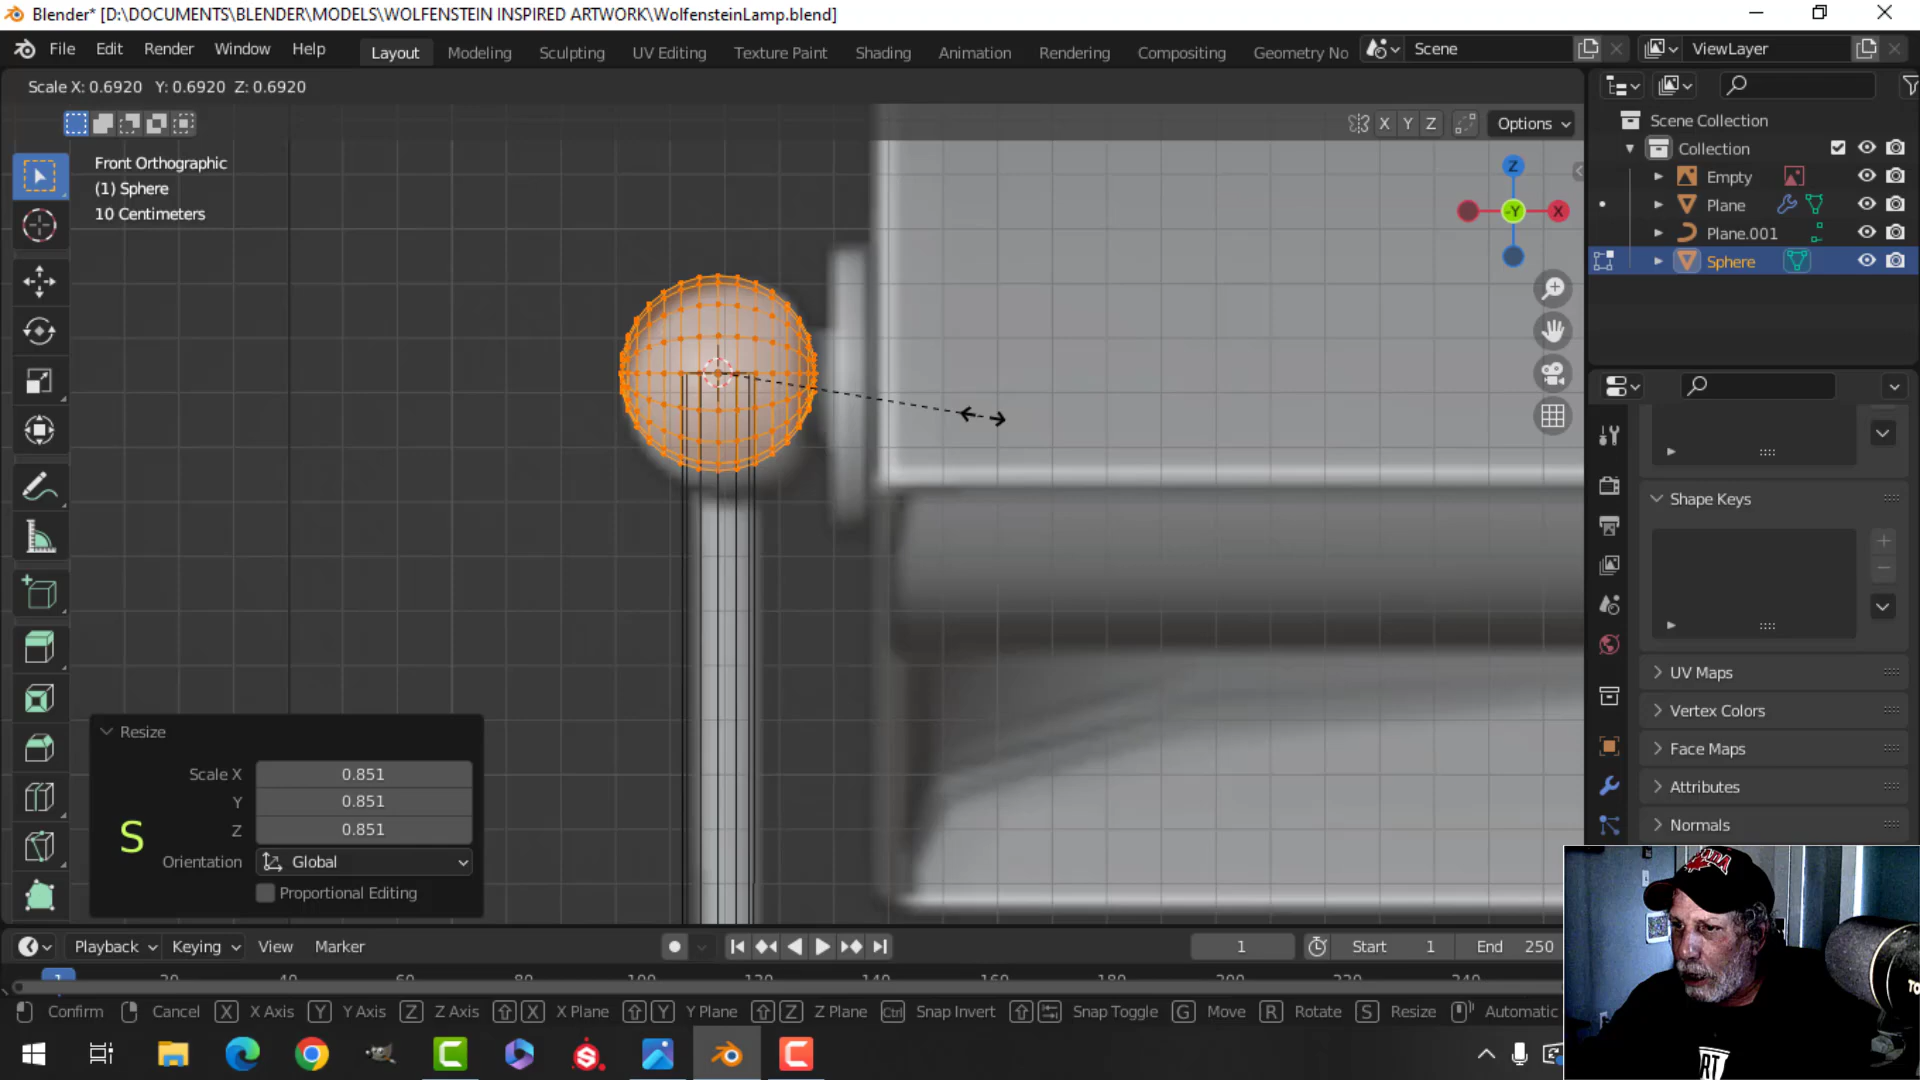 Blender* [D:\DOCUMENTS\BLENDER\MODELS\WOLFENSTEIN INSPIRED ARTWORK\WolfensteinLamp.blend]
File Edit Render Window Help Layout Modeling Sculpting UV Editing Texture Paint Shading Animation Rendering Compositing Geometry No Scene ViewLayer
Scale X: 0.6920 Y: 0.6920 Z: 0.6920
X Y Z Options
Scene Collection
Collection
Front Orthographic
(1) Sphere
10 Centimeters
Z
-Y X
Empty
Plane
Plane.001
Sphere
Shape Keys
UV Maps
Vertex Colors
Face Maps
Attributes
Normals
Resize
Scale X 0.851
Y 0.851
Z 0.851
S
Orientation Global
Proportional Editing
Playback Keying View Marker 1 Start 1 End 250
1
Confirm Cancel X X Axis Y Y Axis Z Z Axis X X Plane Y Y Plane Z Z Plane Ctrl Snap Invert Snap Toggle G Move R Rotate S Resize Automatic